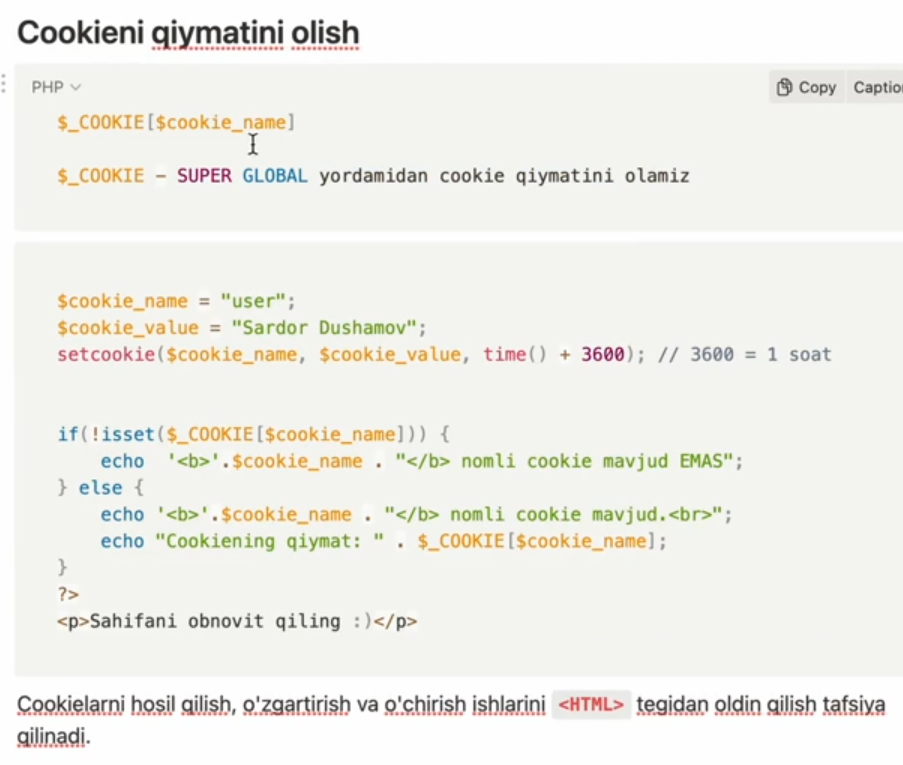 Cookieni qiymatini olish
PHP
Copy
$_COOKIE[$cookie_name]
$_COOKIE - SUPER GLOBAL yordamidan cookie qiymatini olamiz
$cookie_name = "user";
$cookie_value = "Sardor Dushamov";
setcookie($cookie_name, $cookie_value, time() + 3600); // 3600 = 1 soat
if(!isset($_COOKIE[$cookie_name])) {
    echo  '<b>'.$cookie_name . "</b> nomli cookie mavjud EMAS";
} else {
    echo '<b>'.$cookie_name . "</b> nomli cookie mavjud.<br>";
    echo "Cookiening qiymat: " . $_COOKIE[$cookie_name];
}
?>
<p>Sahifani obnovit qiling :)</p>
Cookielarni hosil qilish, o'zgartirish va o'chirish ishlarini <HTML> tegidan oldin qilish tafsiya
qilinadi.